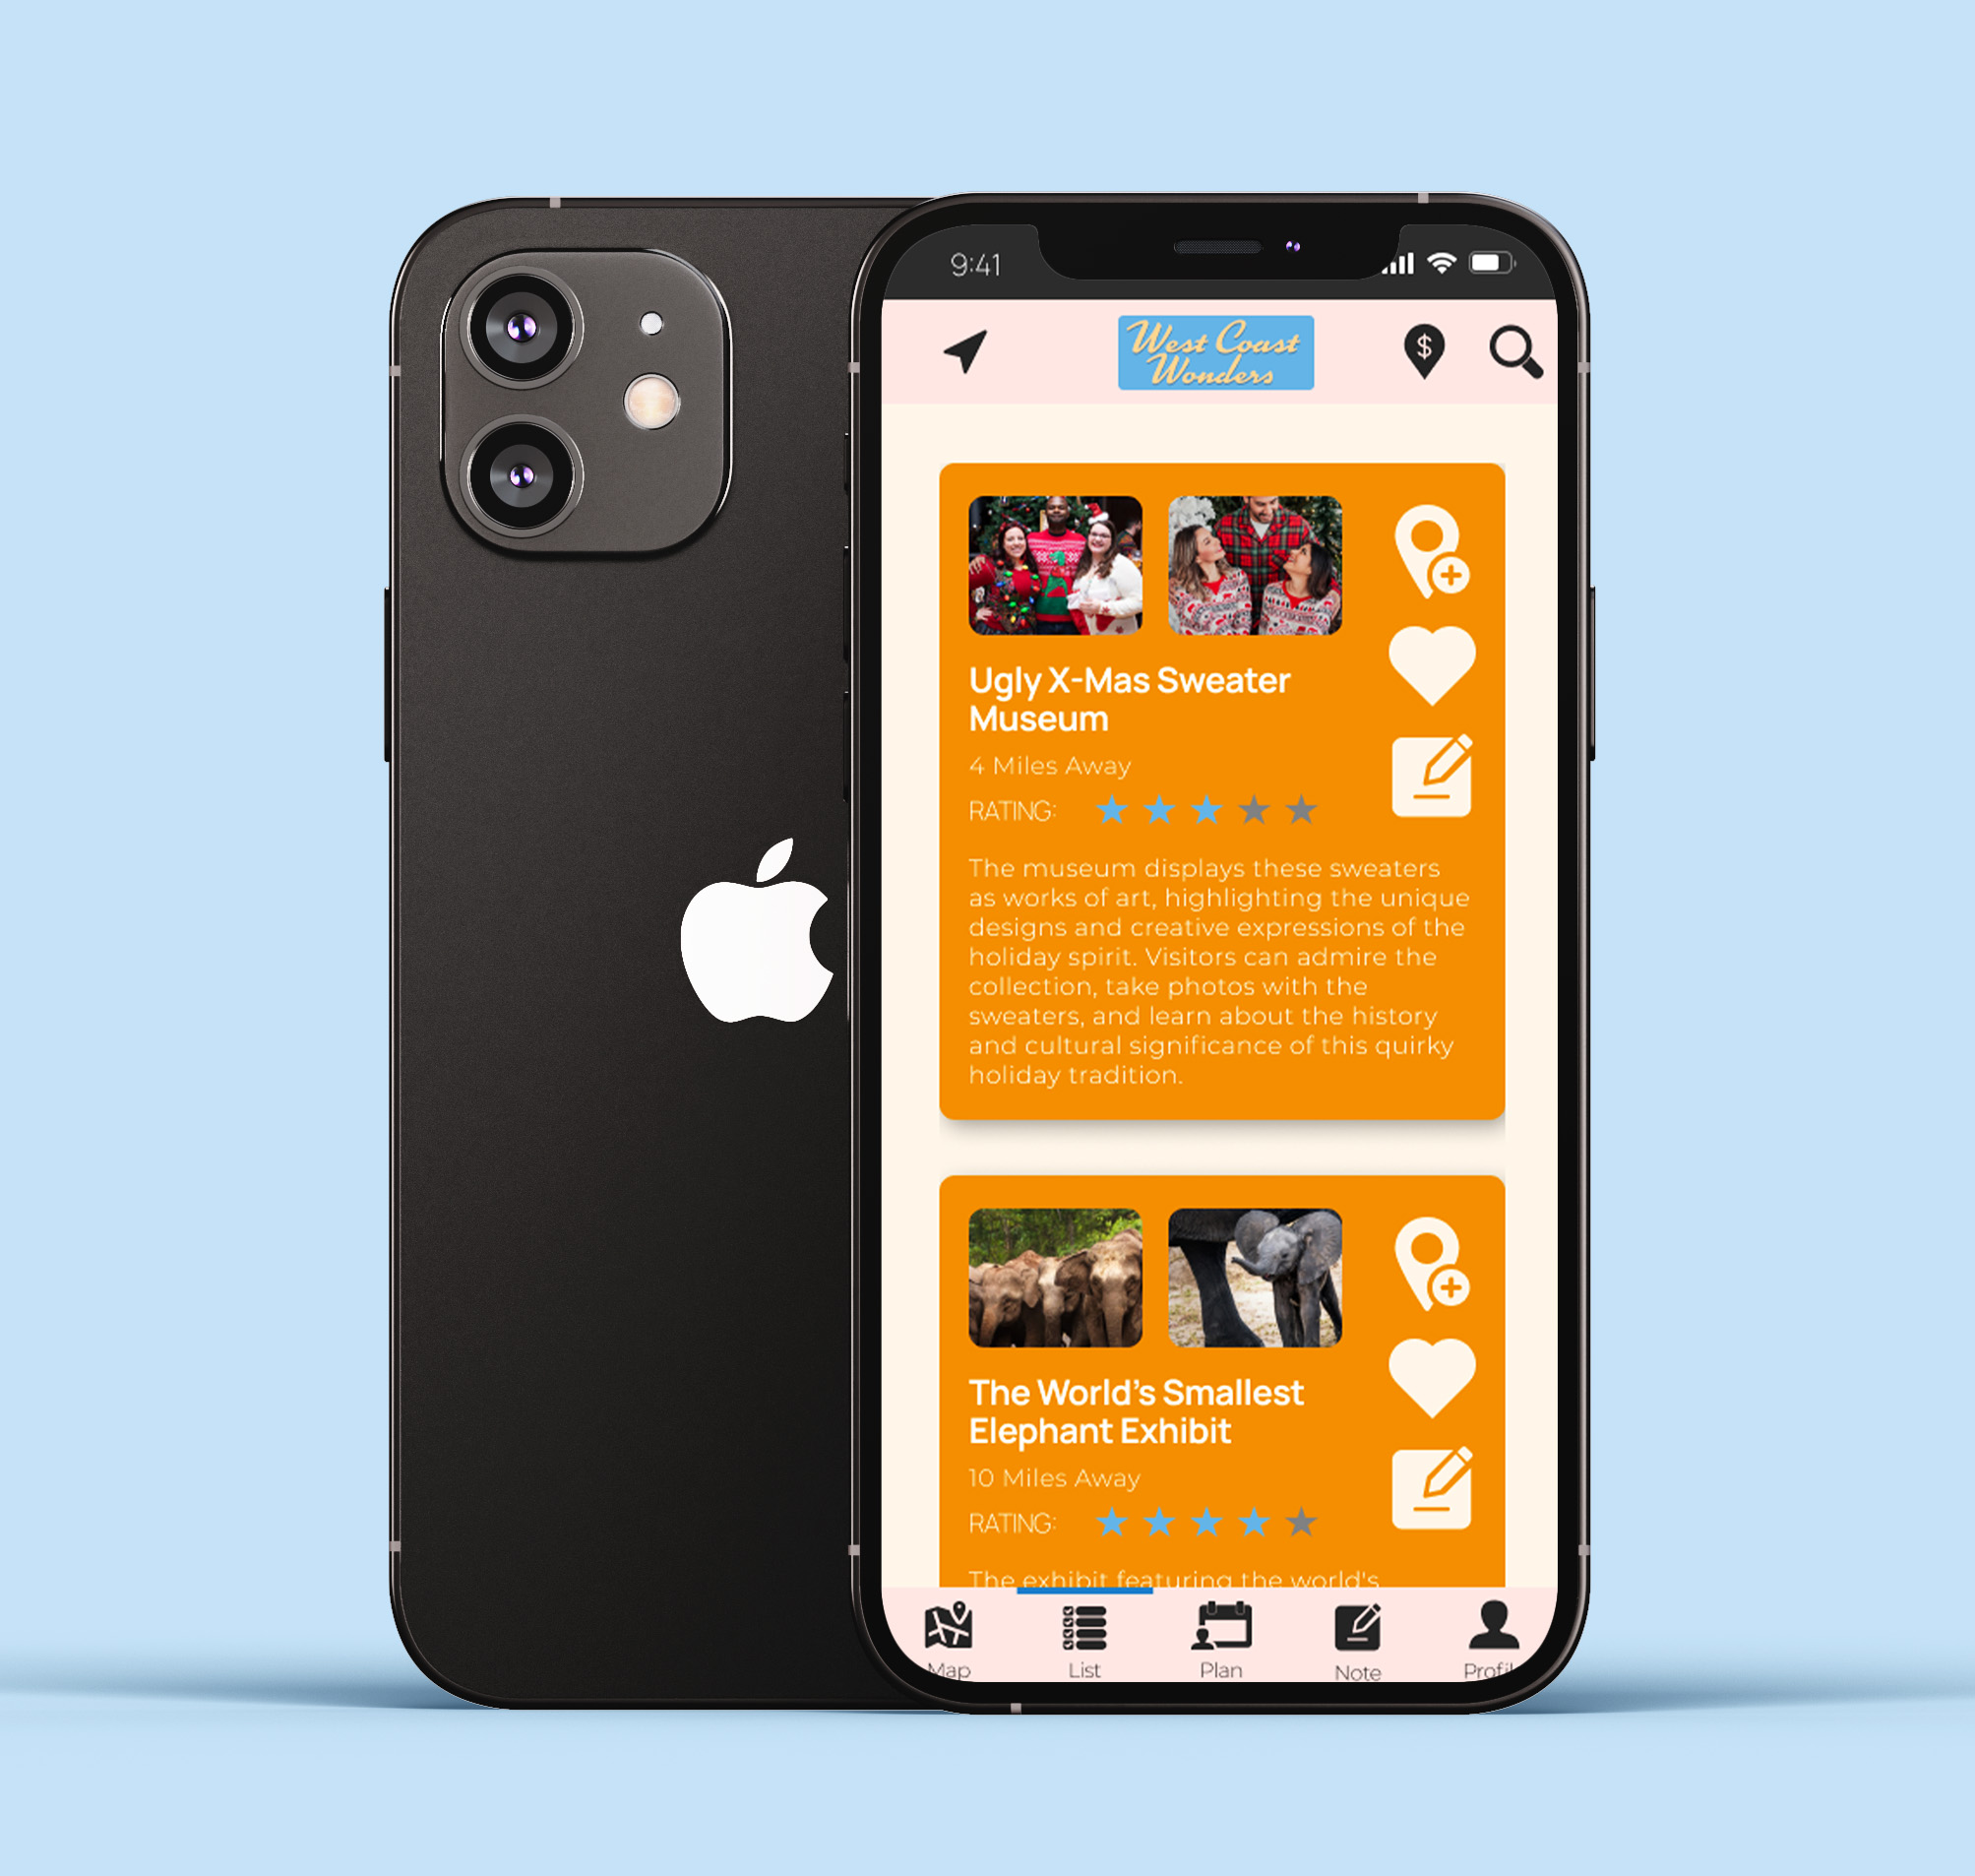 9:41
West Coast
Wonders
$
Ugly X-Mas Sweater
Museum
4 Miles Away
RATING:
The museum displays these sweaters
as works of art, highlighting the unique
designs and creative expressions of the
holiday spirit. Visitors can admire the
collection, take photos with the
sweaters, and learn about the history
and cultural significance of this quirky
holiday tradition.
The World's Smallest
Elephant Exhibit
10 Miles Away
RATING:
The exhibit featuring the world's
Map List Plan Note Profil